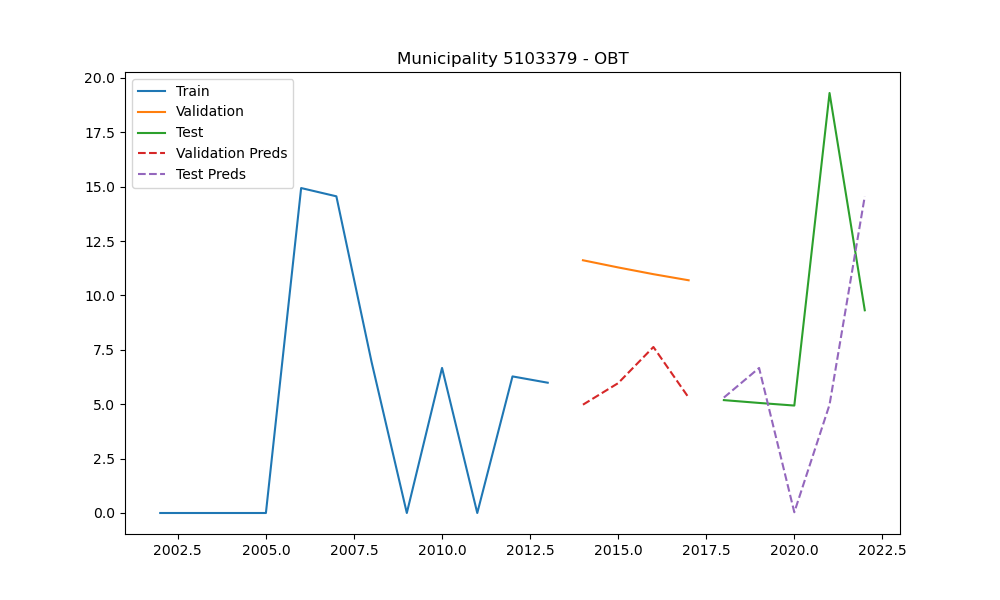 Municipality 5103379 - OBT
Train
Validation
Test
Validation Preds
Test Preds
20.0
17.5
15.0
12.5
10.0
7.5
5.0
2.5
0.0
2002.5 2005.0 2007.5 2010.0 2012.5 2015.0 2017.5 2020.0 2022.5